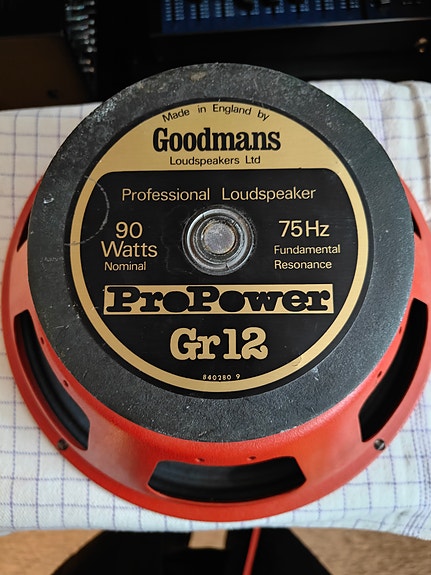 Made in England by
Goodmans
Loudspeakers Ltd
Professional Loudspeaker
90
Watts
Nominal
75Hz
Fundamental
Resonance
ProPower
Gr12
840280 9